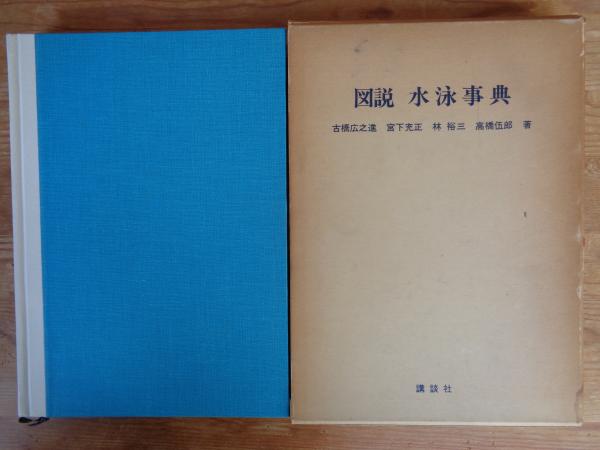 図説 水泳事典
古橋広之進 宮下充正 林 裕三 高橋伍郎 著
講談社